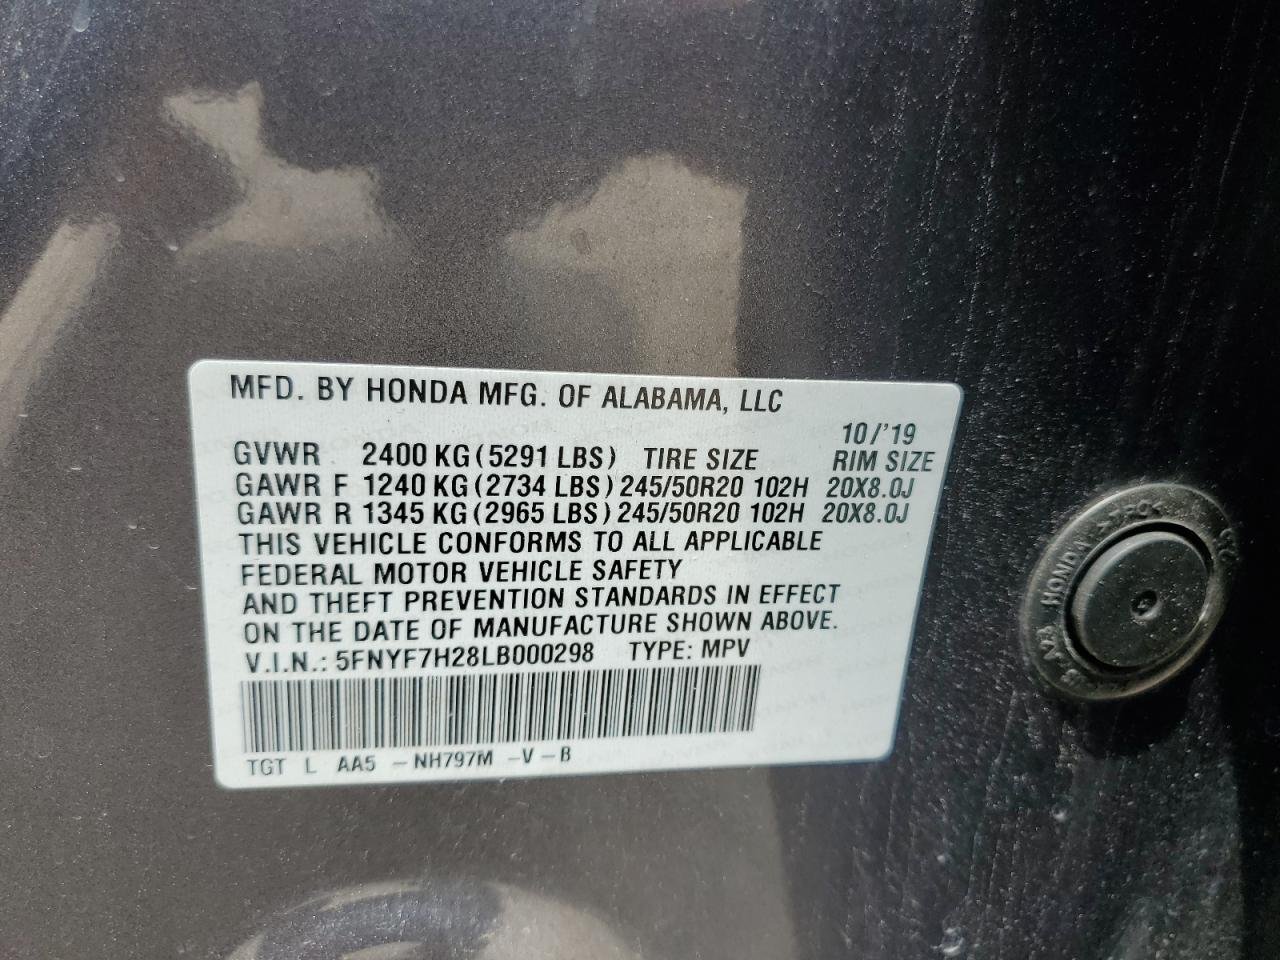 MFD. BY HONDA MFG. OF ALABAMA, LLC
10/'19
GVWR 2400 KG (5291 LBS) TIRE SIZE RIM SIZE
GAWR F 1240 KG (2734 LBS) 245/50R20 102H 20X8.0J
GAWR R 1345 KG (2965 LBS) 245/50R20 102H 20X8.0J
THIS VEHICLE CONFORMS TO ALL APPLICABLE
FEDERAL MOTOR VEHICLE SAFETY
AND THEFT PREVENTION STANDARDS IN EFFECT
ON THE DATE OF MANUFACTURE SHOWN ABOVE.
V.I.N.: 5FNYF7H28LB000298 TYPE: MPV
TGT L AA5 - NH797M - V - B
HONDA